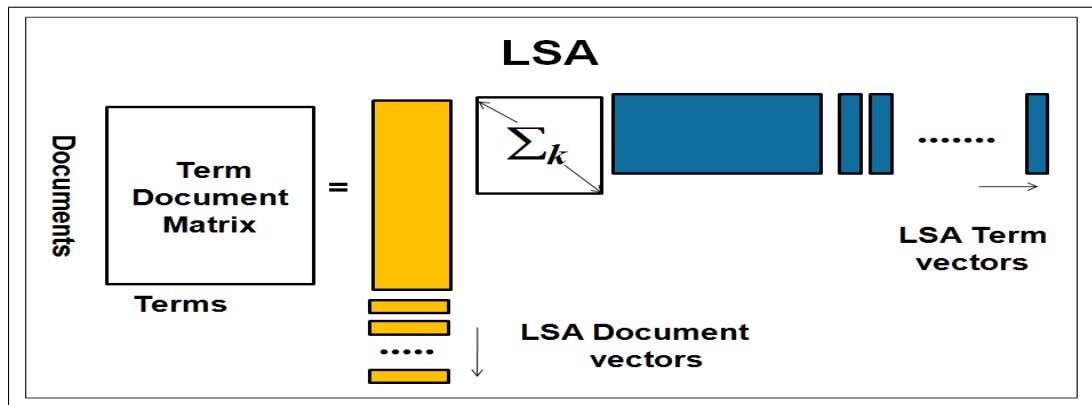 LSA
Documents
Term
Document
Matrix
=
Σk
.......
LSA Term
vectors
Terms
.....
LSA Document
vectors